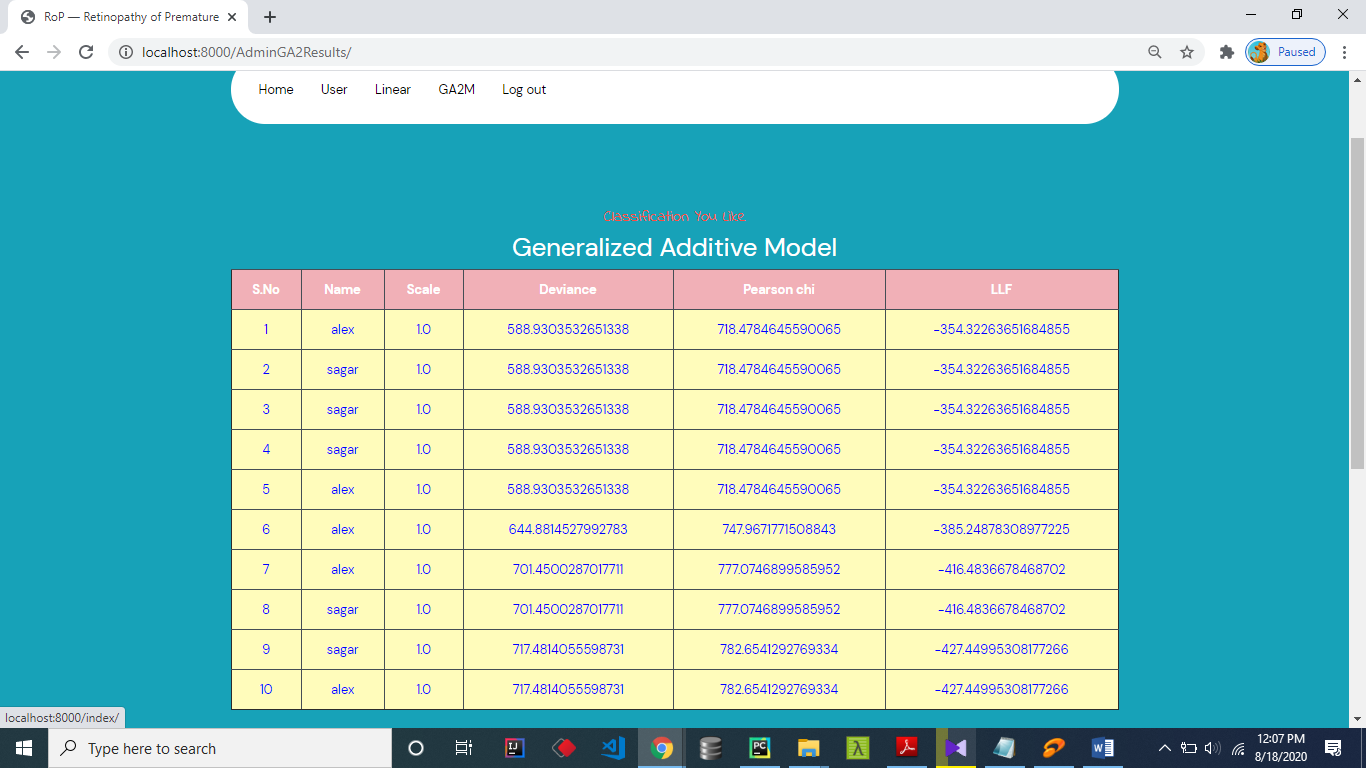 RoP — Retinopathy of Premature
localhost:8000/AdminGA2Results/
Paused
Home User Linear GA2M Log out
Classification You Like
Generalized Additive Model
S.No Name Scale Deviance Pearson chi LLF
1 alex 1.0 588.9303532651338 718.4784645590065 -354.32263651684855
2 sagar 1.0 588.9303532651338 718.4784645590065 -354.32263651684855
3 sagar 1.0 588.9303532651338 718.4784645590065 -354.32263651684855
4 sagar 1.0 588.9303532651338 718.4784645590065 -354.32263651684855
5 alex 1.0 588.9303532651338 718.4784645590065 -354.32263651684855
6 alex 1.0 644.8814527992783 747.9671771508843 -385.24878308977225
7 alex 1.0 701.4500287017711 777.0746899585952 -416.4836678468702
8 sagar 1.0 701.4500287017711 777.0746899585952 -416.4836678468702
9 sagar 1.0 717.4814055598731 782.6541292769334 -427.44995308177266
10 alex 1.0 717.4814055598731 782.6541292769334 -427.44995308177266
localhost:8000/index/
Type here to search
12:07 PM
8/18/2020